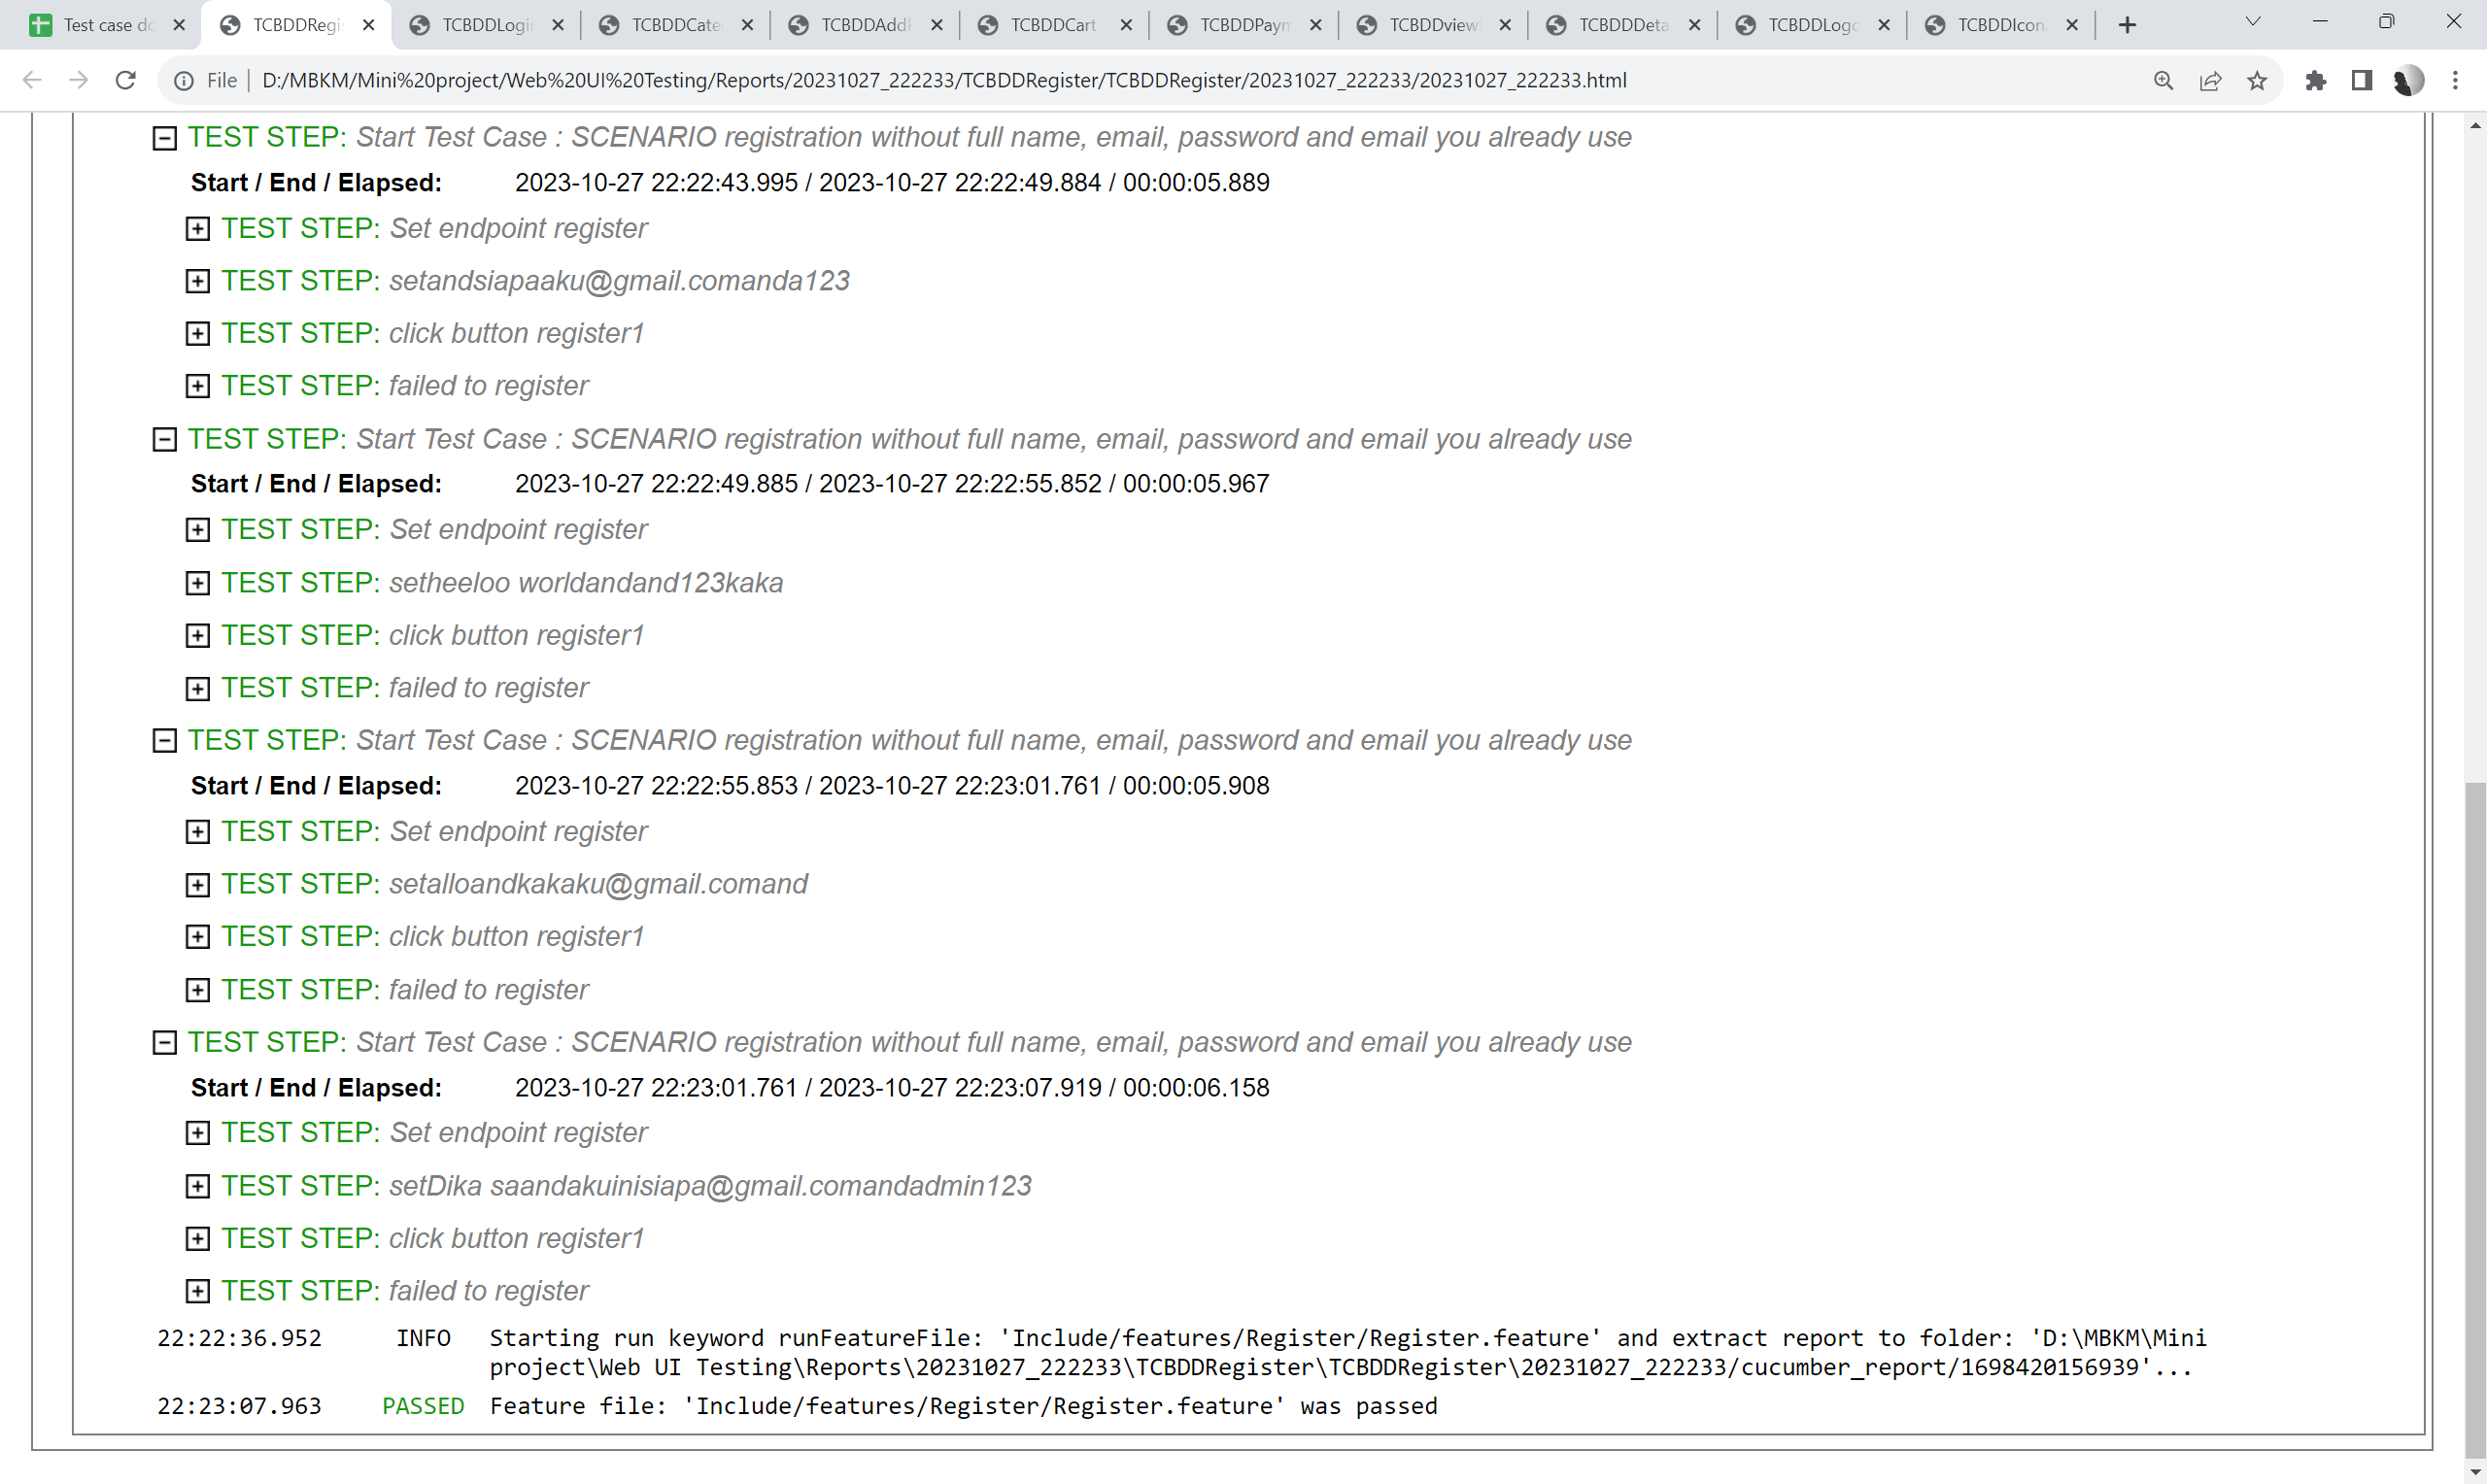 Test case do
TCBDDRegis
TCBDDLogin
TCBDDCate
TCBDDAddP
TCBDDCart
TCBDDPaym
TCBDDview
TCBDDDeta
TCBDDLogo
TCBDDIcon
File
D:/MBKM/Mini%20project/Web%20UI%20Testing/Reports/20231027_222233/TCBDDRegister/TCBDDRegister/20231027_222233/20231027_222233.html
TEST STEP: Start Test Case : SCENARIO registration without full name, email, password and email you already use
Start / End / Elapsed: 2023-10-27 22:22:43.995 / 2023-10-27 22:22:49.884 / 00:00:05.889
TEST STEP: Set endpoint register
TEST STEP: setandsiapaaku@gmail.comanda123
TEST STEP: click button register1
TEST STEP: failed to register
TEST STEP: Start Test Case : SCENARIO registration without full name, email, password and email you already use
Start / End / Elapsed: 2023-10-27 22:22:49.885 / 2023-10-27 22:22:55.852 / 00:00:05.967
TEST STEP: Set endpoint register
TEST STEP: setheeloo worldandand123kaka
TEST STEP: click button register1
TEST STEP: failed to register
TEST STEP: Start Test Case : SCENARIO registration without full name, email, password and email you already use
Start / End / Elapsed: 2023-10-27 22:22:55.853 / 2023-10-27 22:23:01.761 / 00:00:05.908
TEST STEP: Set endpoint register
TEST STEP: setalloandkakaku@gmail.comand
TEST STEP: click button register1
TEST STEP: failed to register
TEST STEP: Start Test Case : SCENARIO registration without full name, email, password and email you already use
Start / End / Elapsed: 2023-10-27 22:23:01.761 / 2023-10-27 22:23:07.919 / 00:00:06.158
TEST STEP: Set endpoint register
TEST STEP: setDika saandakuinisiapa@gmail.comandadmin123
TEST STEP: click button register1
TEST STEP: failed to register
22:22:36.952 INFO Starting run keyword runFeatureFile: 'Include/features/Register/Register.feature' and extract report to folder: 'D:\MBKM\Mini
project\Web UI Testing\Reports\20231027_222233\TCBDDRegister\TCBDDRegister\20231027_222233/cucumber_report/1698420156939'...
22:23:07.963 PASSED Feature file: 'Include/features/Register/Register.feature' was passed